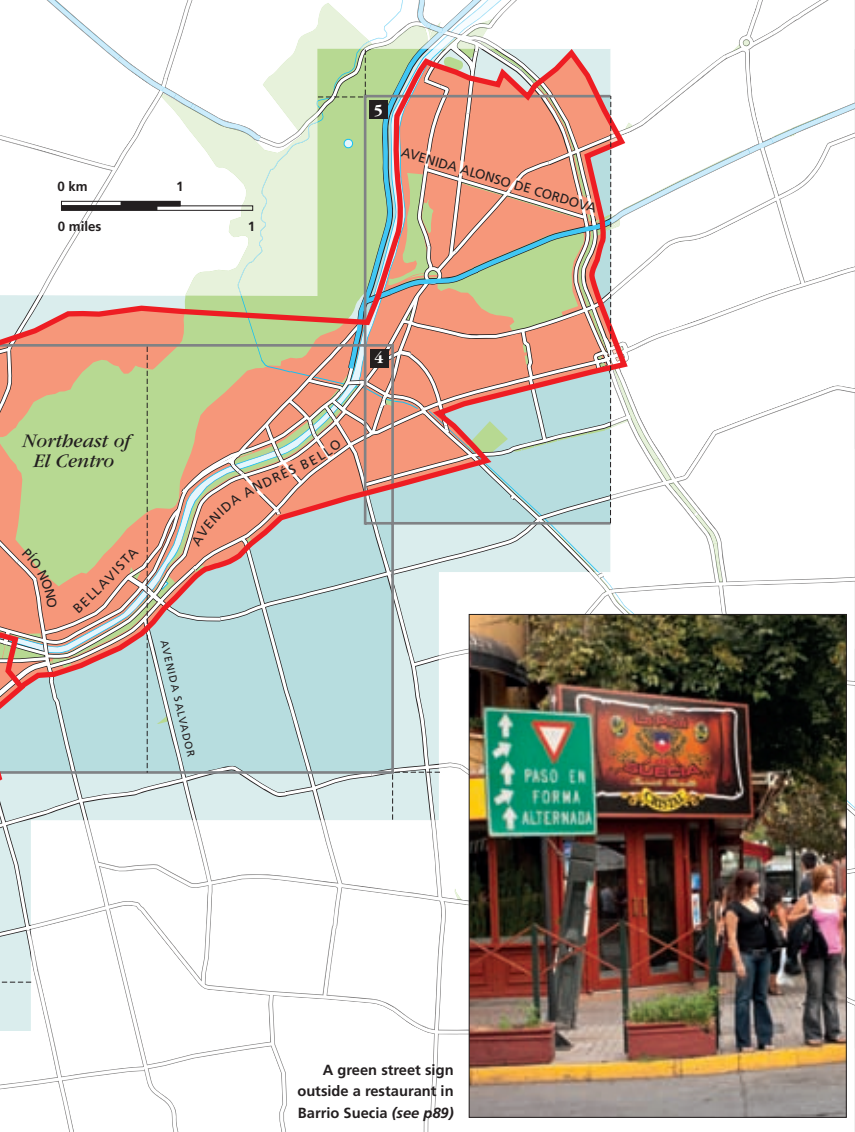 5
AVENIDA ALONSO DE CORDOVA
0 km 1
0 miles 1
4
Northeast of
El Centro
AVENIDA ANDRÉS BELLO
PÍO NONO
BELLAVISTA
AVENIDA SALVADOR
SUECIA
CRISTAL
PASO EN
FORMA
ALTERNADA
A green street sign
outside a restaurant in
Barrio Suecia (see p89)